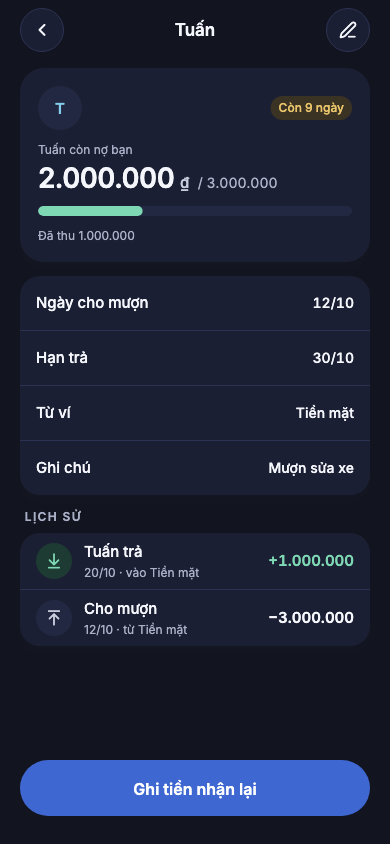 Tuấn
T
Còn 9 ngày
Tuấn còn nợ bạn
2.000.000 ₫ / 3.000.000
Đã thu 1.000.000
Ngày cho mượn 12/10
Hạn trả 30/10
Từ ví Tiền mặt
Ghi chú Mượn sửa xe
LỊCH SỬ
Tuấn trả +1.000.000
20/10 · vào Tiền mặt
Cho mượn −3.000.000
12/10 · từ Tiền mặt
Ghi tiền nhận lại